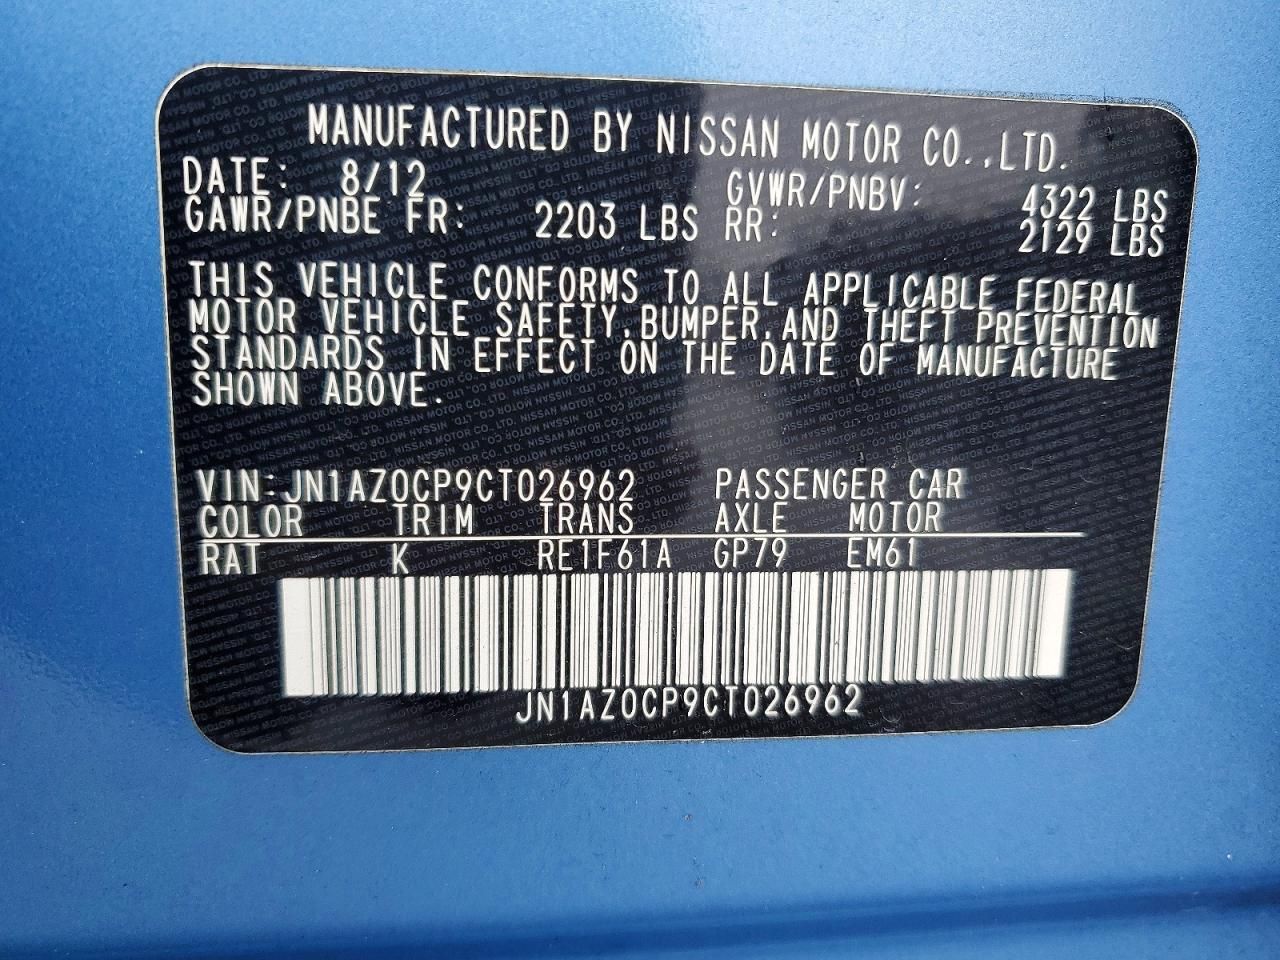 MANUFACTURED BY NISSAN MOTOR CO.,LTD.
DATE: 8/12 GVWR/PNBV: 4322 LBS
GAWR/PNBE FR: 2203 LBS RR: 2129 LBS
THIS VEHICLE CONFORMS TO ALL APPLICABLE FEDERAL
MOTOR VEHICLE SAFETY,BUMPER,AND THEFT PREVENTION
STANDARDS IN EFFECT ON THE DATE OF MANUFACTURE
SHOWN ABOVE.
VIN:JN1AZ0CP9CT026962 PASSENGER CAR
COLOR TRIM TRANS AXLE MOTOR
RAT K RE1F61A GP79 EM61
JN1AZ0CP9CT026962